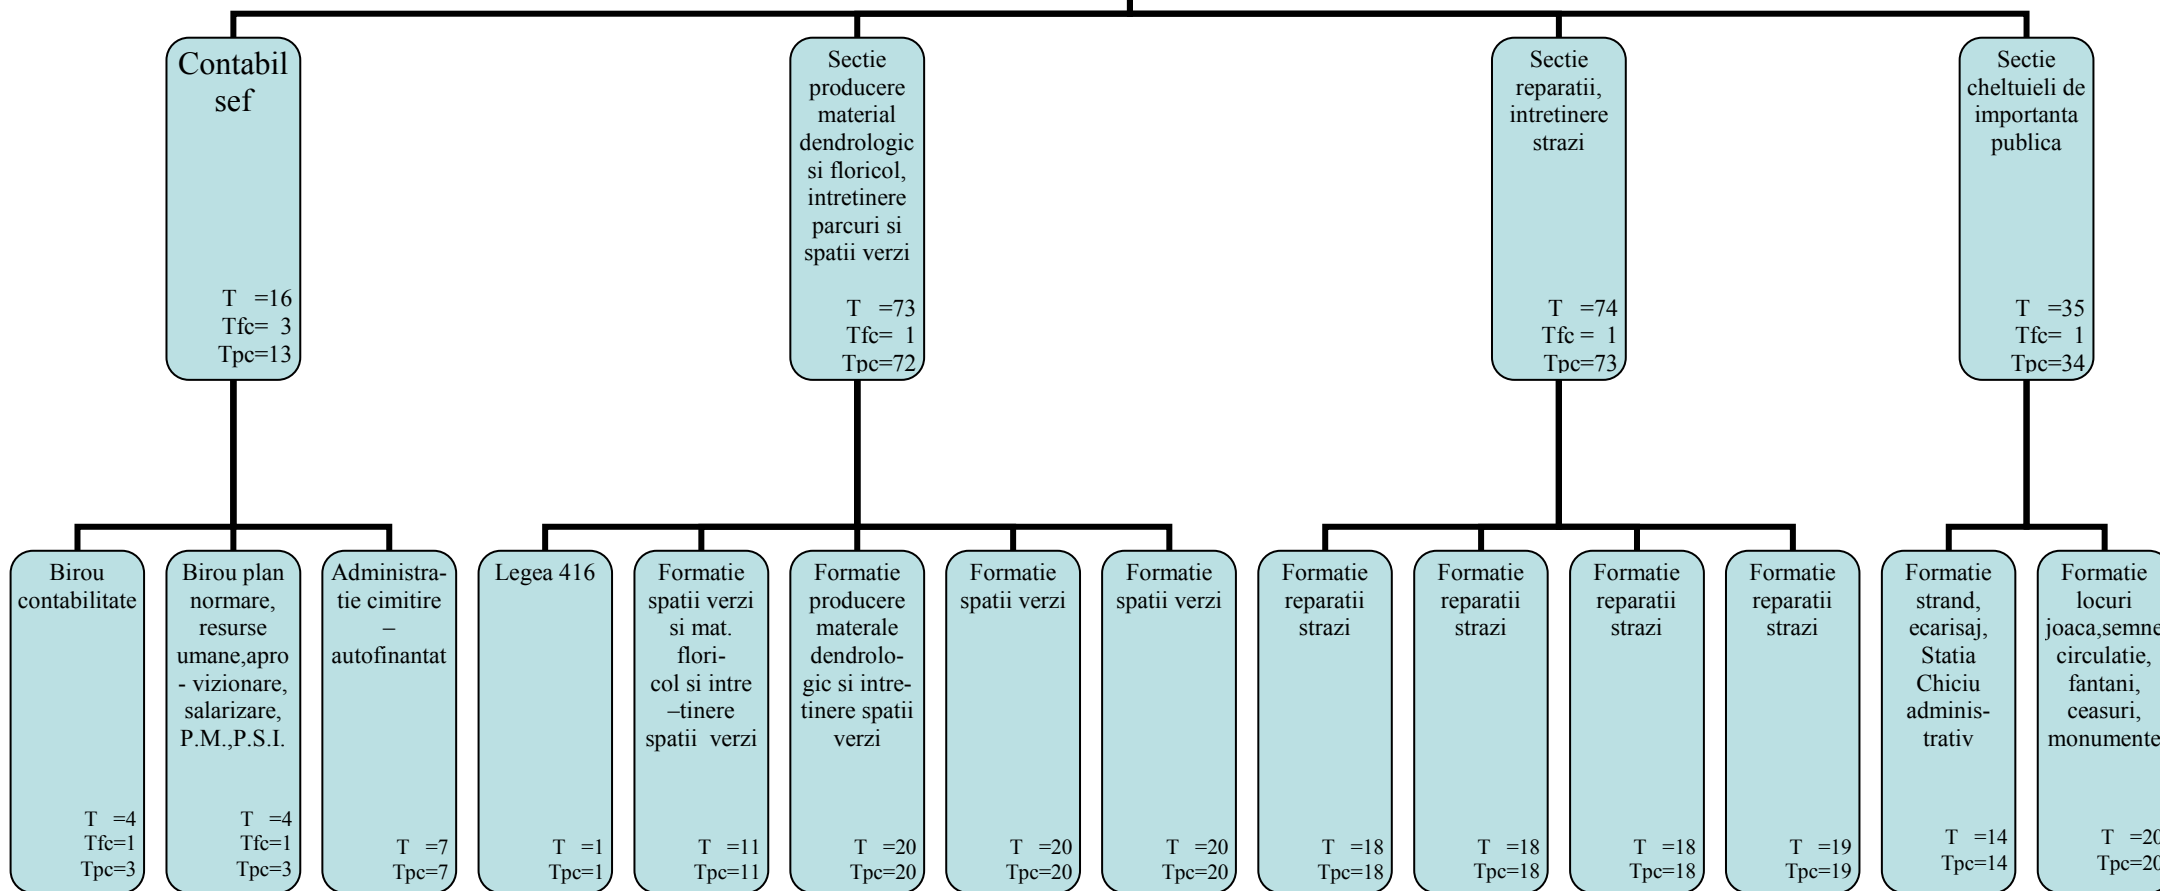 Contabil
sef
T =16
Tfc= 3
Tpc=13
Sectie
producere
material
dendrologic
si floricol,
intretinere
parcuri si
spatii verzi
T =73
Tfc= 1
Tpc=72
Sectie
reparatii,
intretinere
strazi
T =74
Tfc = 1
Tpc=73
Sectie
cheltuieli de
importanta
publica
T =35
Tfc= 1
Tpc=34
Birou
contabilitate
T =4
Tfc=1
Tpc=3
Birou plan
normare,
resurse
umane,apro
- vizionare,
salarizare,
P.M.,P.S.I.
T =4
Tfc=1
Tpc=3
Administra-
tie cimitire
–
autofinantat
T =7
Tpc=7
Legea 416
T =1
Tpc=1
Formatie
spatii verzi
si mat.
flori-
col si intre
–tinere
spatii verzi
T =11
Tpc=11
Formatie
producere
materale
dendrolo-
gic si intre-
tinere spatii
verzi
T =20
Tpc=20
Formatie
spatii verzi
T =20
Tpc=20
Formatie
spatii verzi
T =20
Tpc=20
Formatie
reparatii
strazi
T =18
Tpc=18
Formatie
reparatii
strazi
T =18
Tpc=18
Formatie
reparatii
strazi
T =18
Tpc=18
Formatie
reparatii
strazi
T =19
Tpc=19
Formatie
strand,
ecarisaj,
Statia
Chiciu
adminis-
trativ
T =14
Tpc=14
Formatie
locuri
joaca,semne
circulatie,
fantani,
ceasuri,
monumente
T =20
Tpc=20